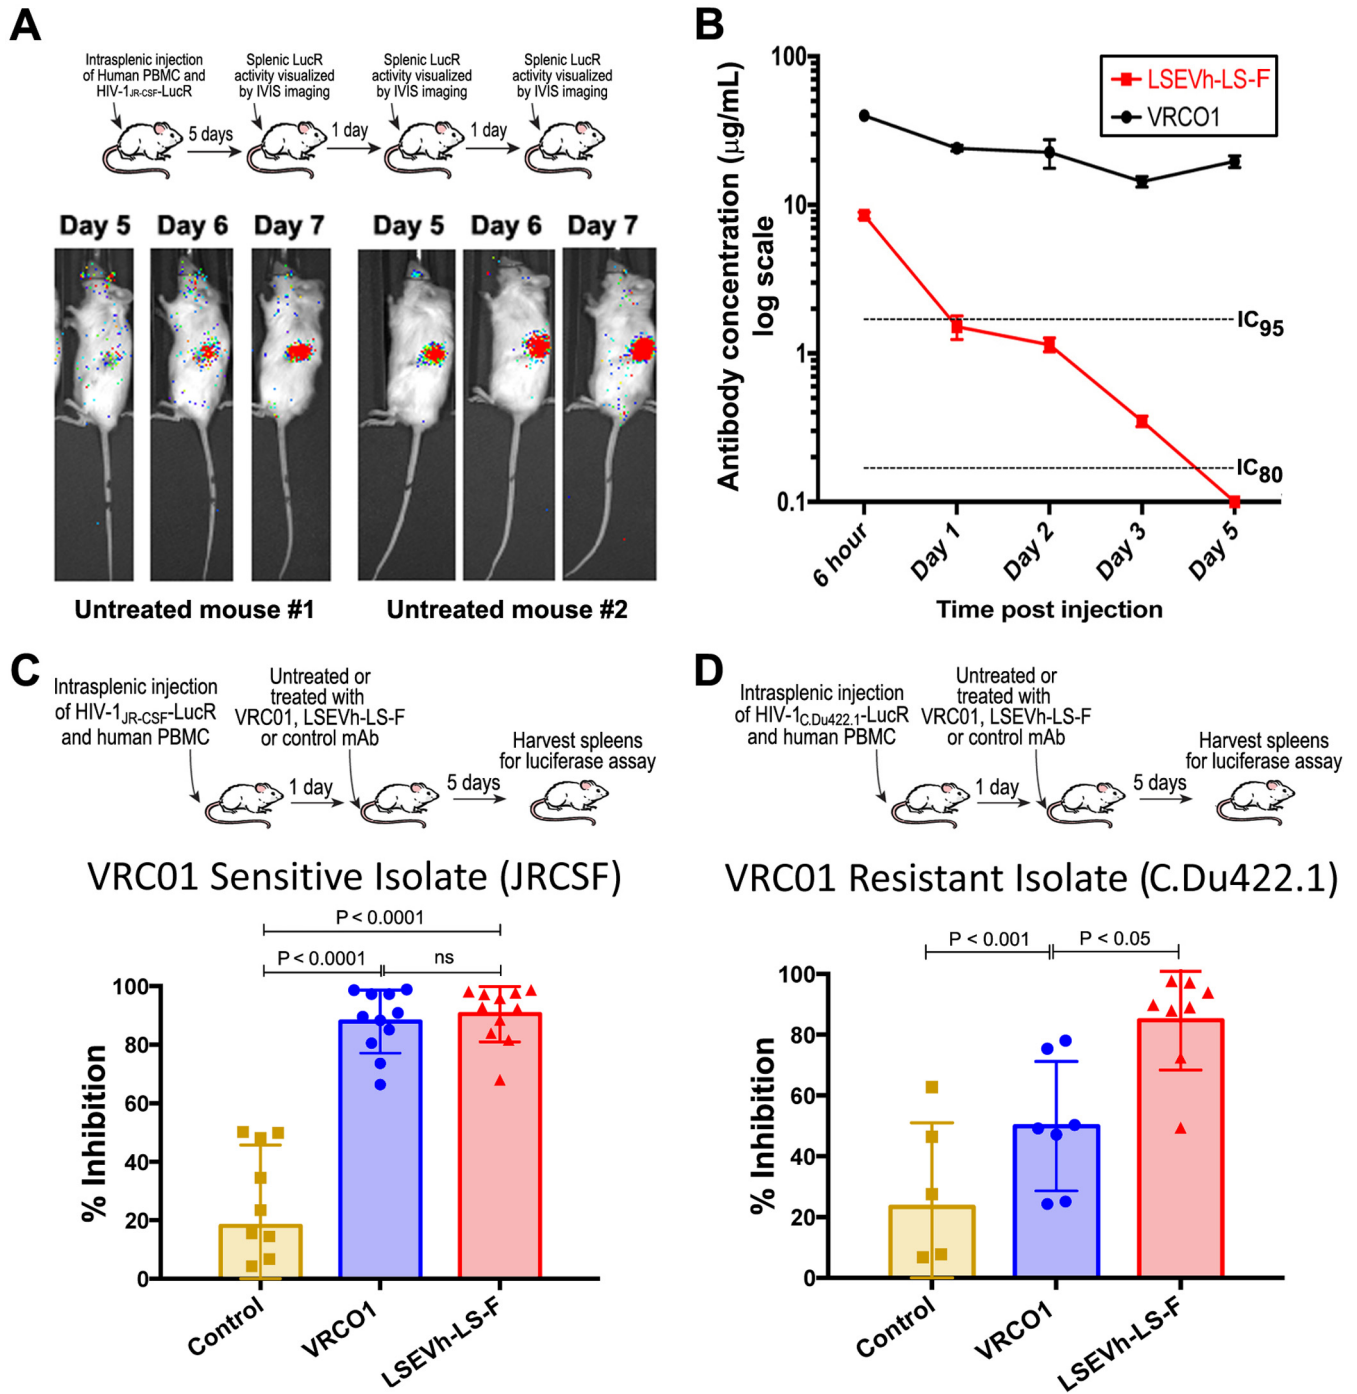 A
Intrasplenic injection
of Human PBMC and
HIV-1JR-CSF-LucR
5 days
Splenic LucR
activity visualized
by IVIS imaging
1 day
Splenic LucR
activity visualized
by IVIS imaging
1 day
Splenic LucR
activity visualized
by IVIS imaging
Day 5
Day 6
Day 7
Day 5
Day 6
Day 7
Untreated mouse #1
Untreated mouse #2
B
Antibody concentration (μg/mL)
log scale
100
10
1
0.1
LSEVh-LS-F
VRCO1
IC95
IC80
6 hour
Day 1
Day 2
Day 3
Day 5
Time post injection
C
Intrasplenic injection
of HIV-1JR-CSF-LucR
and human PBMC
1 day
Untreated or
treated with
VRC01, LSEVh-LS-F
or control mAb
5 days
Harvest spleens
for luciferase assay
VRC01 Sensitive Isolate (JRCSF)
P < 0.0001
P < 0.0001
ns
% Inhibition
100
80
60
40
20
0
Control
VRCO1
LSEVh-LS-F
D
Intrasplenic injection
of HIV-1C.Du422.1-LucR
and human PBMC
1 day
Untreated or
treated with
VRC01, LSEVh-LS-F
or control mAb
5 days
Harvest spleens
for luciferase assay
VRC01 Resistant Isolate (C.Du422.1)
P < 0.001
P < 0.05
% Inhibition
100
80
60
40
20
0
Control
VRCO1
LSEVh-LS-F